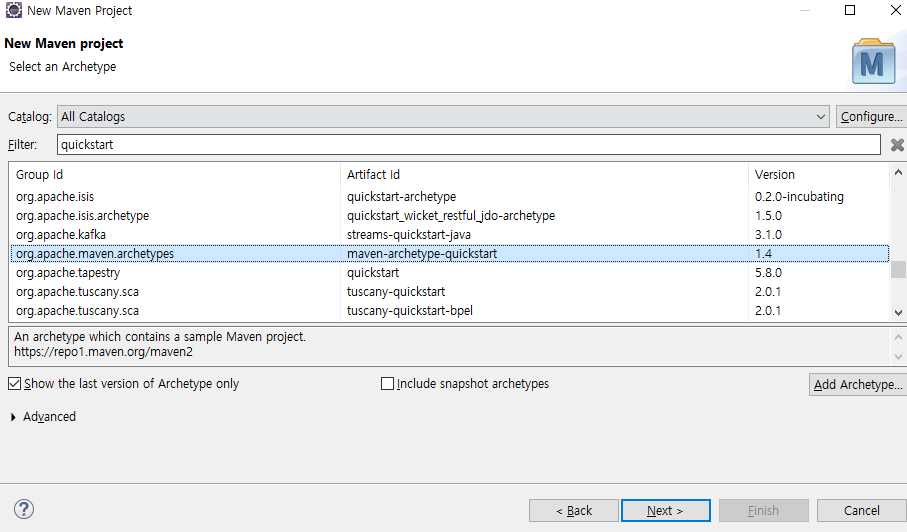 New Maven Project
New Maven project
Select an Archetype
M
Catalog: All Catalogs Configure...
Filter: quickstart
Group Id Artifact Id Version
org.apache.isis quickstart-archetype 0.2.0-incubating
org.apache.isis.archetype quickstart_wicket_restful_jdo-archetype 1.5.0
org.apache.kafka streams-quickstart-java 3.1.0
org.apache.maven.archetypes maven-archetype-quickstart 1.4
org.apache.tapestry quickstart 5.8.0
org.apache.tuscany.sca tuscany-quickstart 2.0.1
org.apache.tuscany.sca tuscany-quickstart-bpel 2.0.1
An archetype which contains a sample Maven project.
https://repo1.maven.org/maven2
Show the last version of Archetype only Include snapshot archetypes Add Archetype...
Advanced
? < Back Next > Finish Cancel